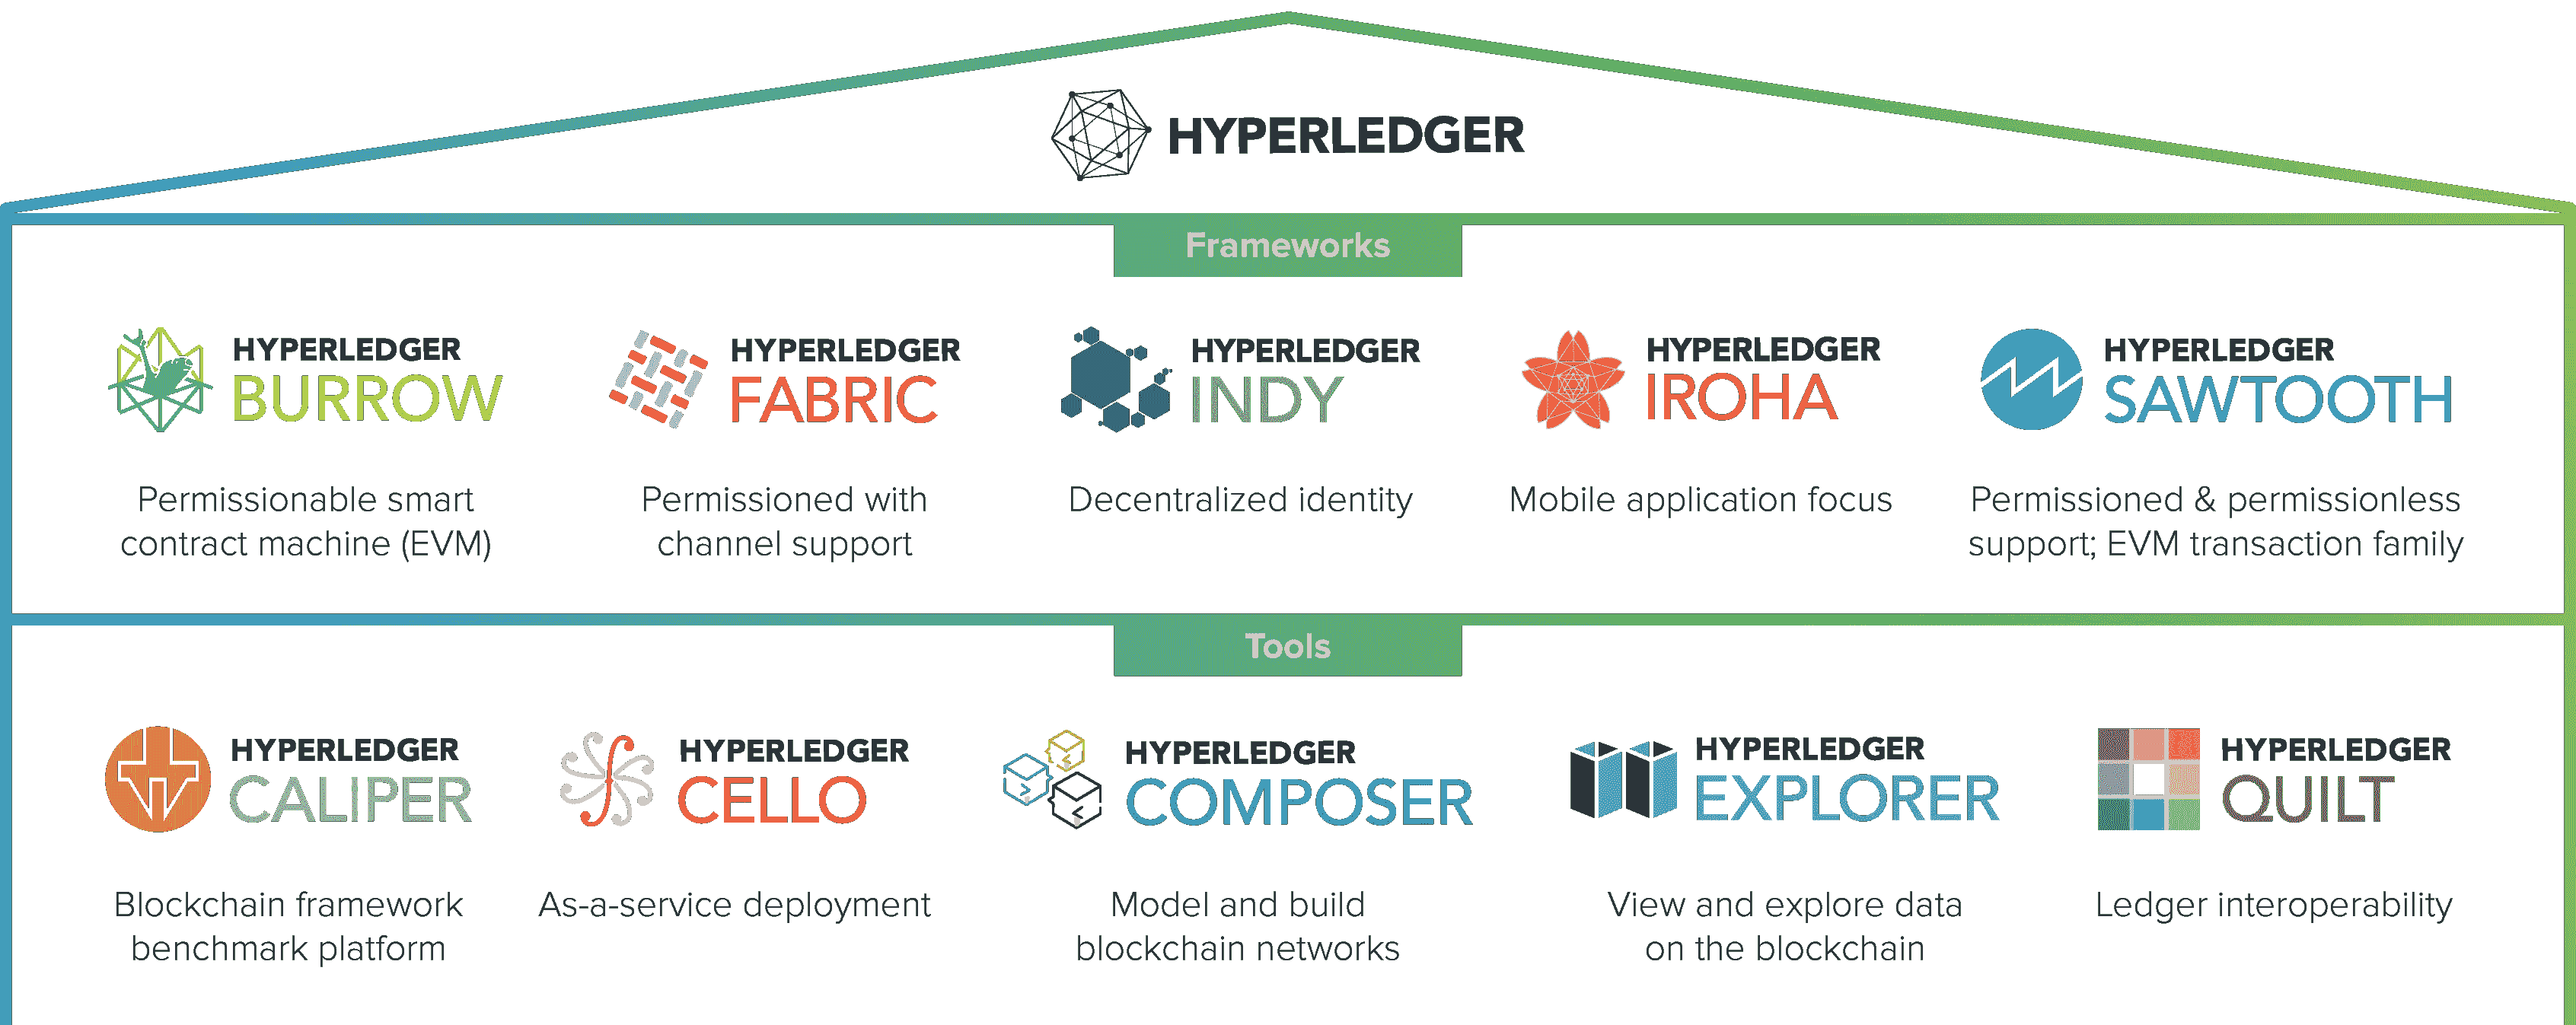 HYPERLEDGER
Frameworks
HYPERLEDGER
BURROW
Permissionable smart
contract machine (EVM)
HYPERLEDGER
FABRIC
Permissioned with
channel support
HYPERLEDGER
INDY
Decentralized identity
HYPERLEDGER
IROHA
Mobile application focus
HYPERLEDGER
SAWTOOTH
Permissioned & permissionless
support; EVM transaction family
Tools
HYPERLEDGER
CALIPER
Blockchain framework
benchmark platform
HYPERLEDGER
CELLO
As-a-service deployment
HYPERLEDGER
COMPOSER
Model and build
blockchain networks
HYPERLEDGER
EXPLORER
View and explore data
on the blockchain
HYPERLEDGER
QUILT
Ledger interoperability